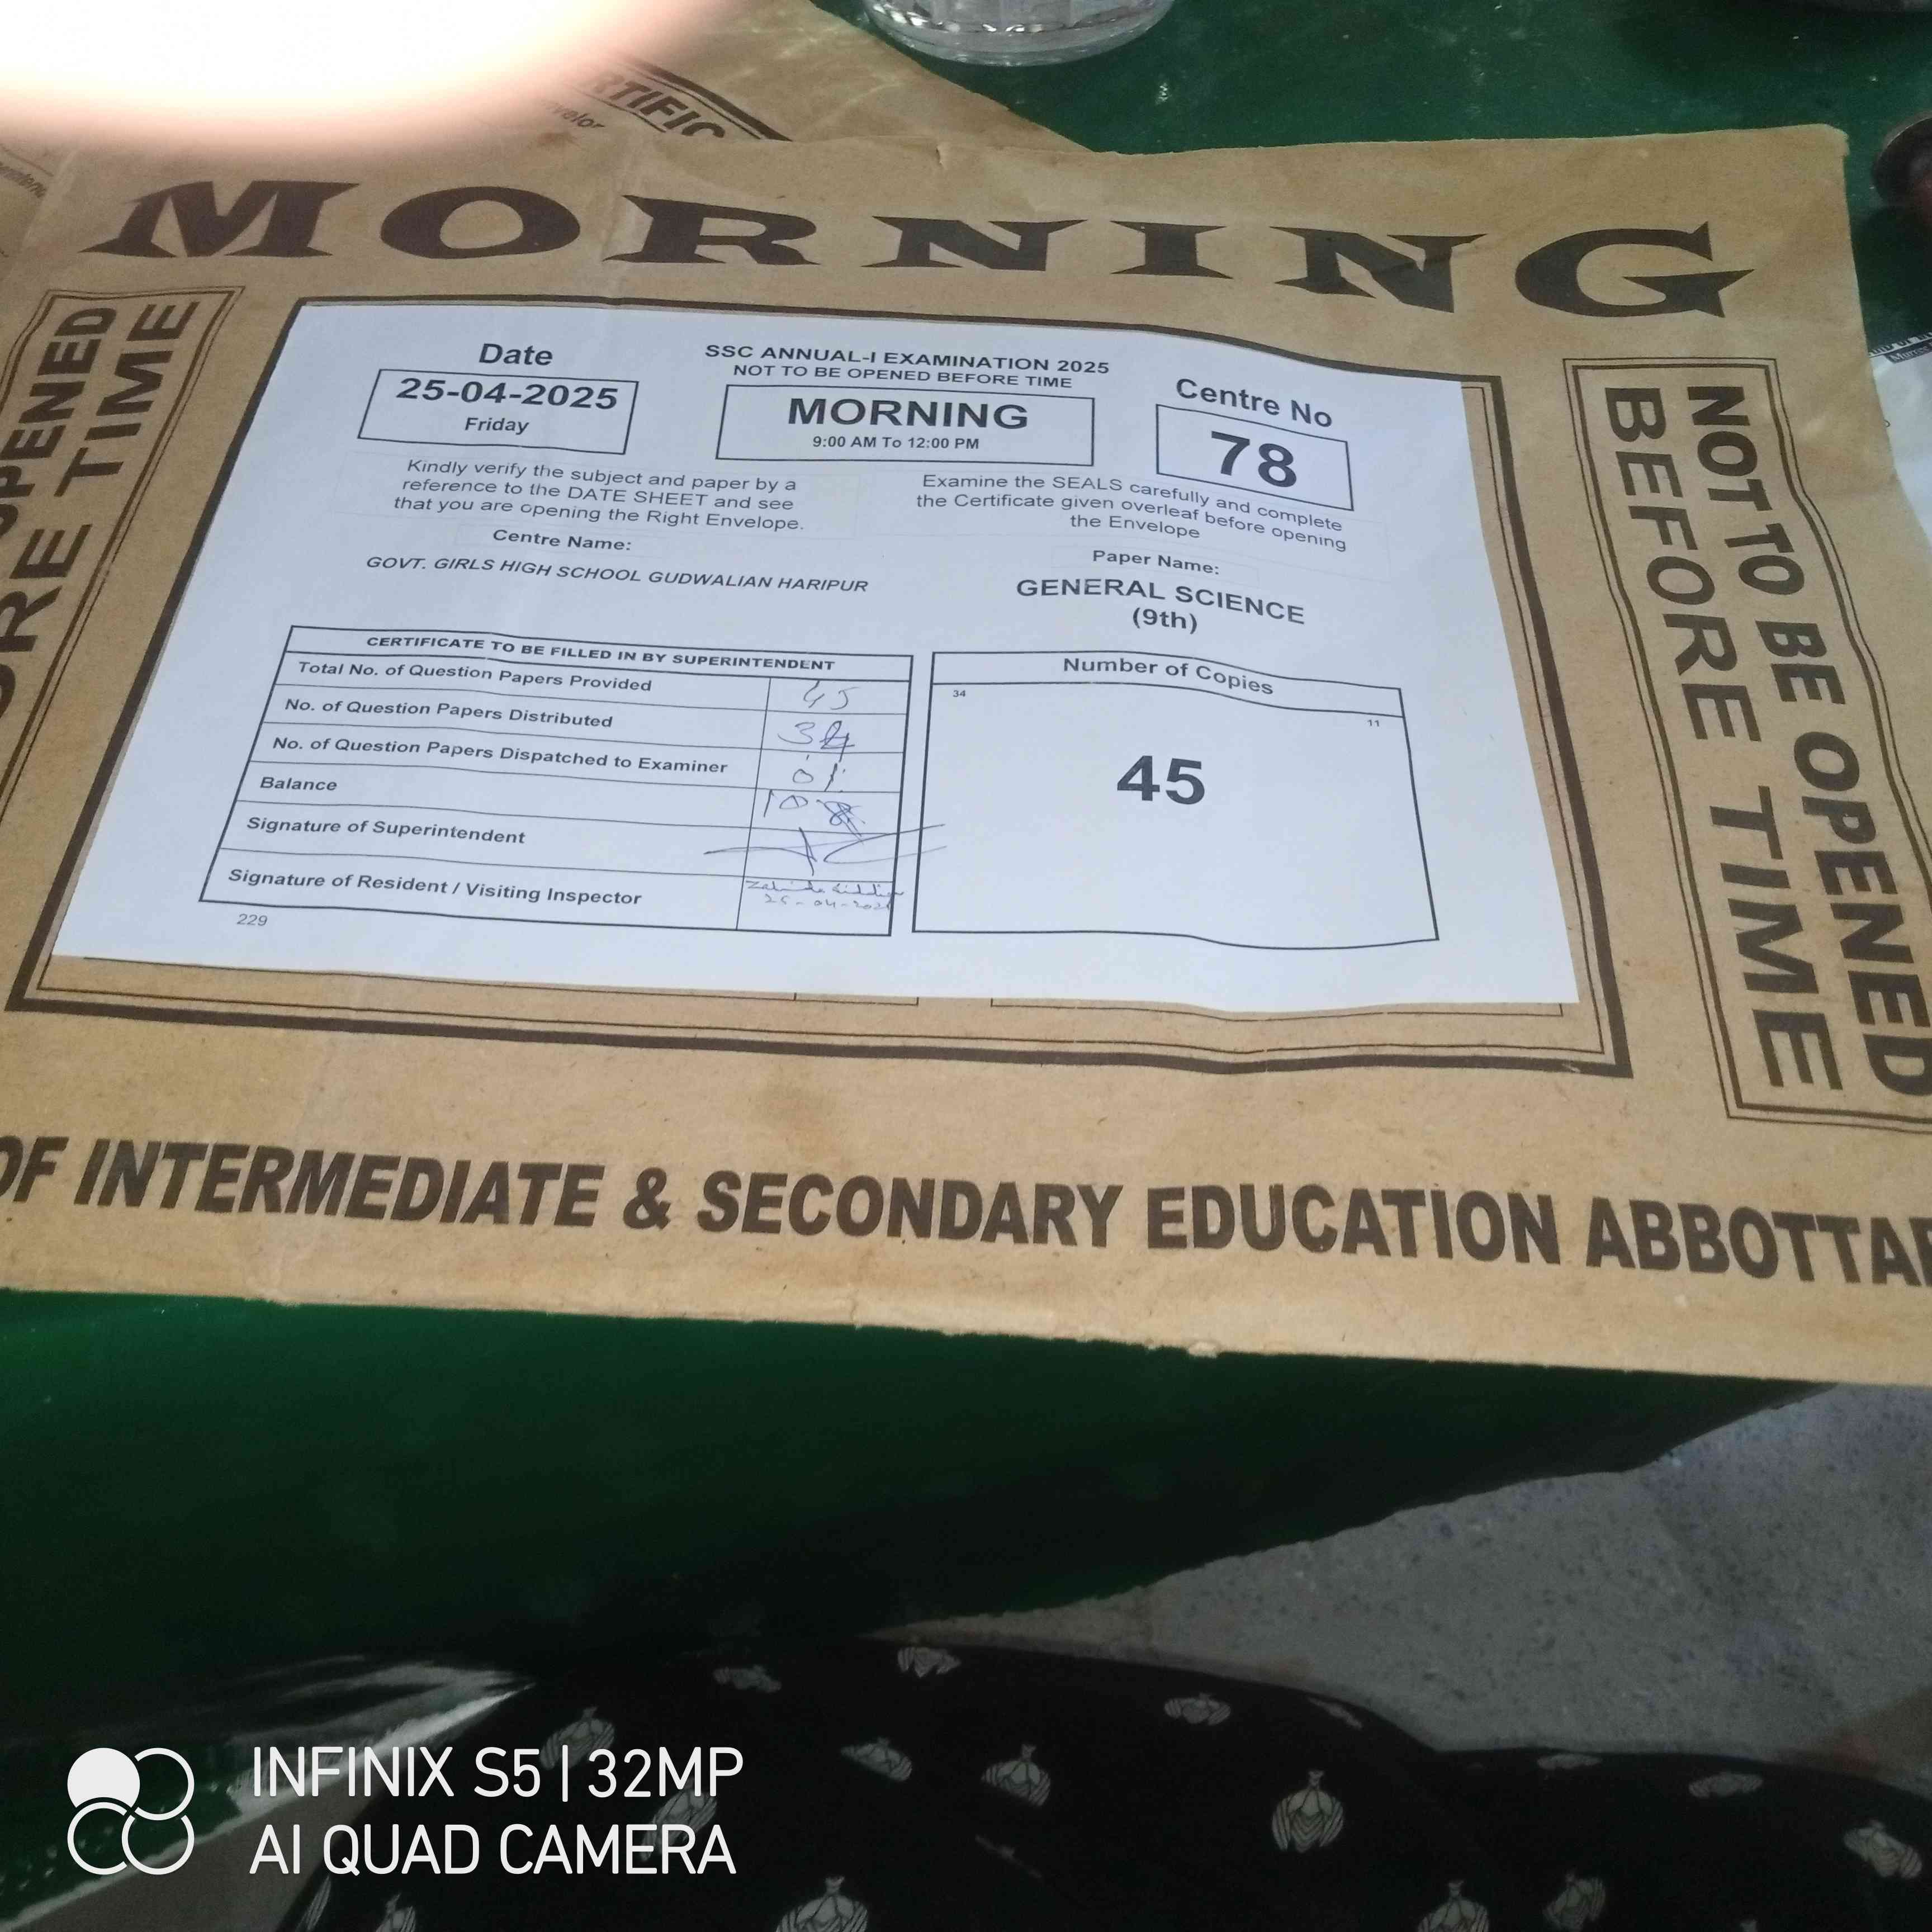 RTIFIC
MORNING
OPENED
ORE TIME
NOT TO BE OPENED
BEFORE TIME
Date
25-04-2025
Friday
SSC ANNUAL-I EXAMINATION 2025
NOT TO BE OPENED BEFORE TIME
MORNING
9:00 AM To 12:00 PM
Centre No
78
Kindly verify the subject and paper by a
reference to the DATE SHEET and see
that you are opening the Right Envelope.
Examine the SEALS carefully and complete
the Certificate given overleaf before opening
the Envelope
Centre Name:
GOVT. GIRLS HIGH SCHOOL GUDWALIAN HARIPUR
Paper Name:
GENERAL SCIENCE
(9th)
CERTIFICATE TO BE FILLED IN BY SUPERINTENDENT
Total No. of Question Papers Provided 45
No. of Question Papers Distributed 34
No. of Question Papers Dispatched to Examiner 01
Balance 10
Signature of Superintendent
Signature of Resident / Visiting Inspector
229
Number of Copies
34 11
45
OF INTERMEDIATE & SECONDARY EDUCATION ABBOTTA
INFINIX S5 | 32MP
AI QUAD CAMERA